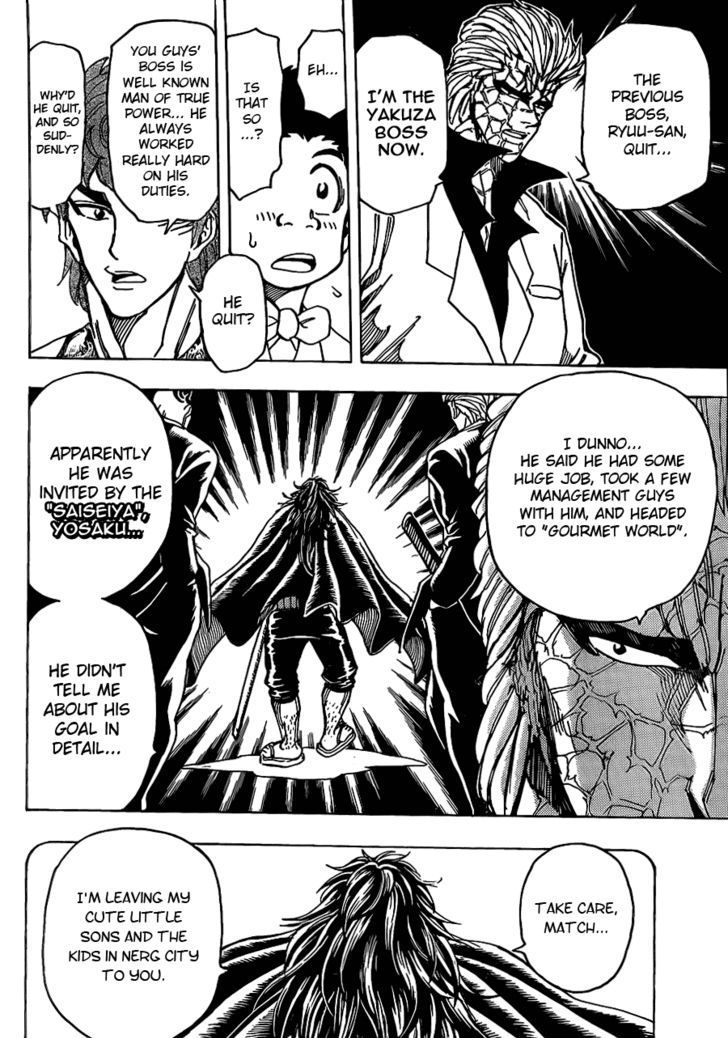 THE
PREVIOUS
BOSS,
RYUU-SAN,
QUIT...
I'M THE
YAKUZA
BOSS
NOW.
EH...
IS
THAT
SO
...?
HE
QUIT?
YOU GUYS'
BOSS IS
WELL KNOWN
MAN OF TRUE
POWER... HE
ALWAYS
WORKED
REALLY HARD
ON HIS
DUTIES.
WHY'D
HE QUIT,
AND SO
SUD-
DENLY?
I DUNNO...
HE SAID HE HAD SOME
HUGE JOB, TOOK A FEW
MANAGEMENT GUYS
WITH HIM, AND HEADED
TO "GOURMET WORLD".
APPARENTLY
HE WAS
INVITED BY THE
"SAISEIYA",
YOSAKU...
HE DIDN'T
TELL ME
ABOUT HIS
GOAL IN
DETAIL...
TAKE CARE,
MATCH...
I'M LEAVING MY
CUTE LITTLE
SONS AND THE
KIDS IN NERG CITY
TO YOU.